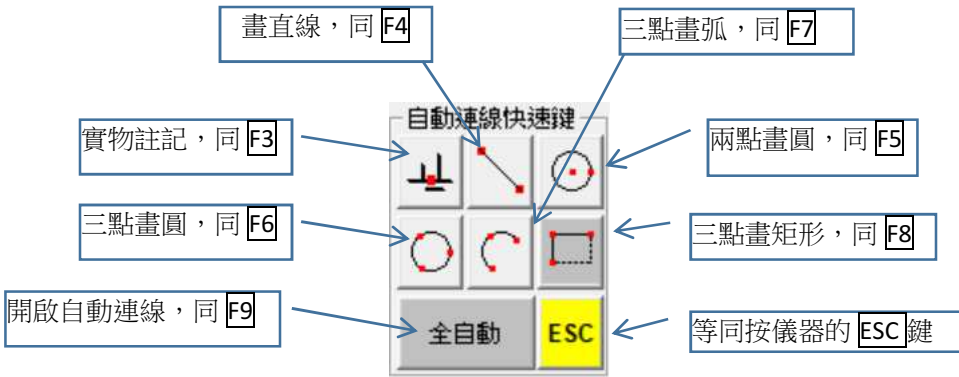 畫直線，同 F4
三點畫弧，同 F7
自動連線快速鍵
實物註記，同 F3
兩點畫圓，同 F5
三點畫圓，同 F6
三點畫矩形，同 F8
開啟自動連線，同 F9
全自動
ESC
等同按儀器的 ESC 鍵